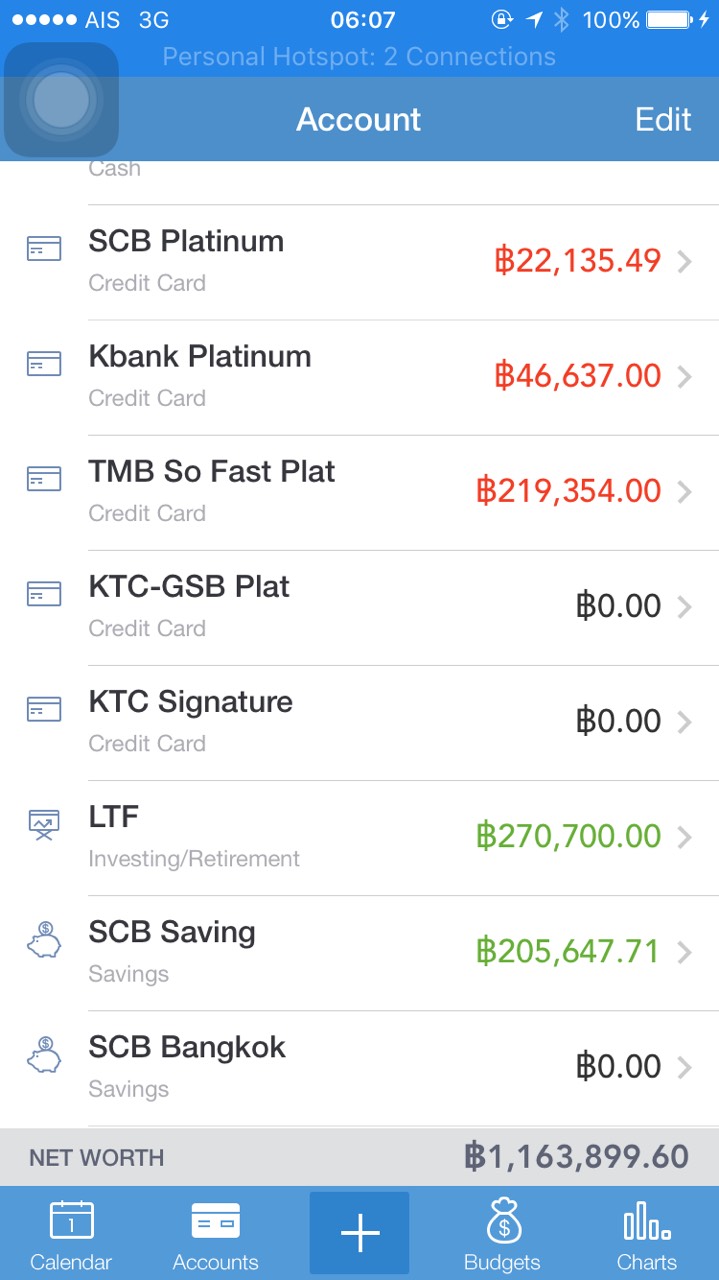 AIS 3G 06:07 100%
Personal Hotspot: 2 Connections
Account Edit
Cash
SCB Platinum
฿22,135.49
Credit Card
Kbank Platinum
฿46,637.00
Credit Card
TMB So Fast Plat
฿219,354.00
Credit Card
KTC-GSB Plat
฿0.00
Credit Card
KTC Signature
฿0.00
Credit Card
LTF
฿270,700.00
Investing/Retirement
SCB Saving
฿205,647.71
Savings
SCB Bangkok
฿0.00
Savings
NET WORTH ฿1,163,899.60
Calendar Accounts Budgets Charts